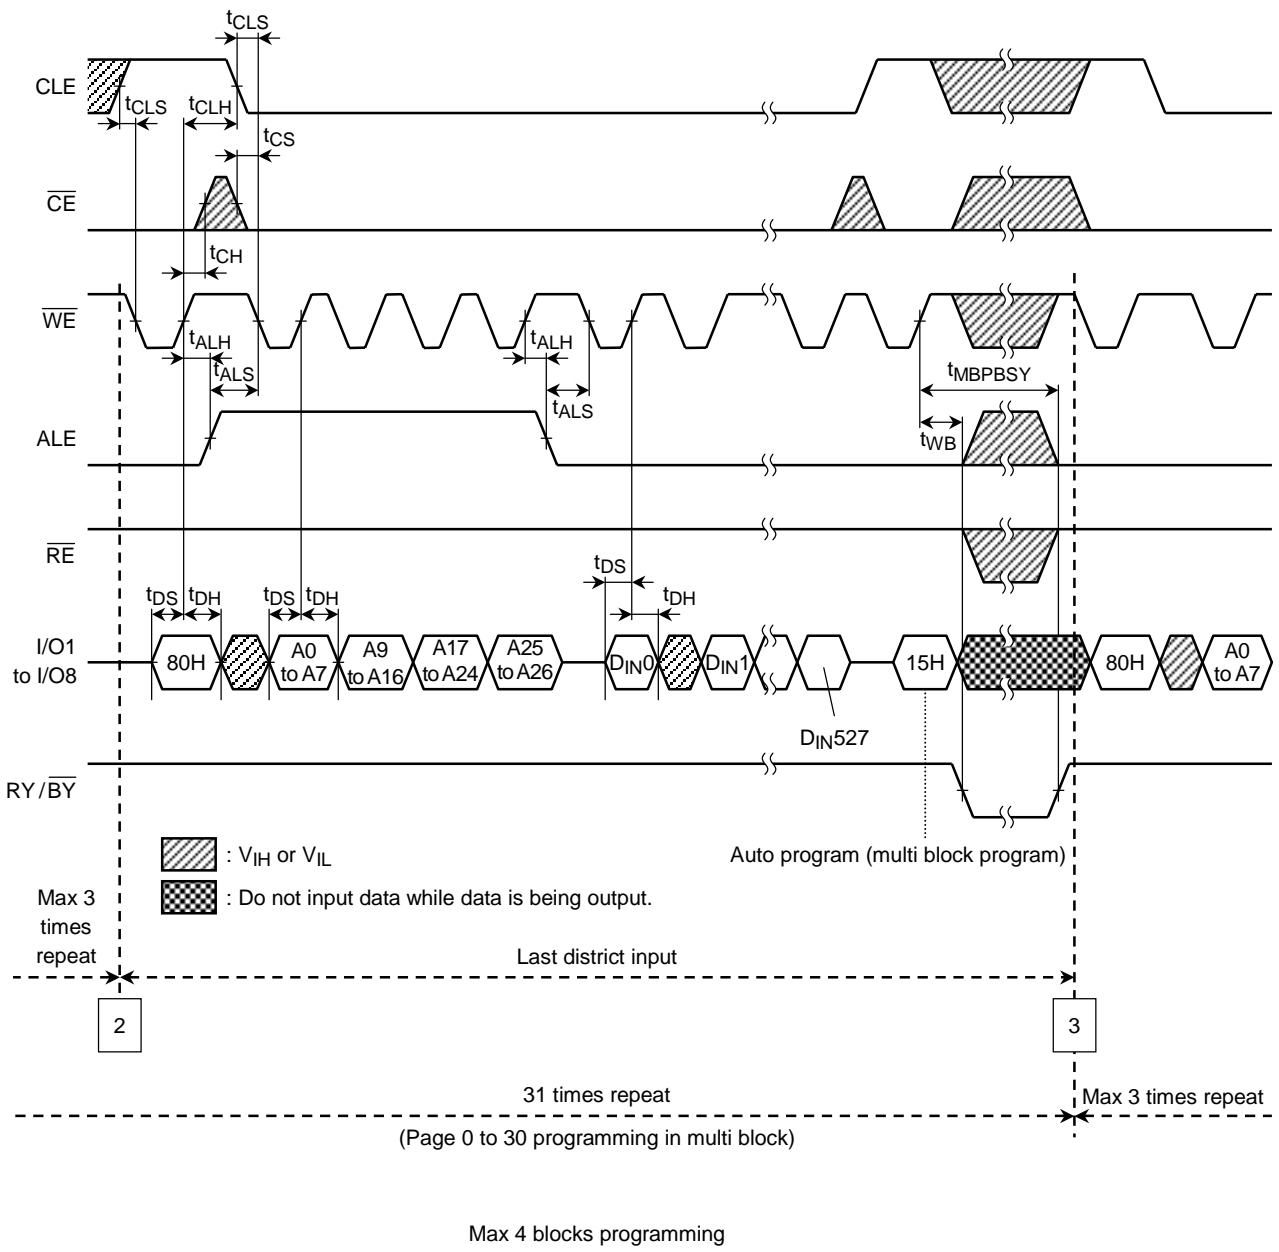 tCLS
CLE
tCLS
tCLH
tCS
CE
tCH
WE
tALH
tALH
tALS
tMBPBSY
tALS
ALE
tWB
RE
tDS
tDS tDH tDS tDH tDH
I/O1
to I/O8
80H
A0
to A7
A9
to A16
A17
to A24
A25
to A26
DIN0
DIN1
15H
80H
A0
to A7
DIN527
RY/BY
: VIH or VIL
Auto program (multi block program)
: Do not input data while data is being output.
Max 3
times
repeat
Last district input
2
3
31 times repeat
Max 3 times repeat
(Page 0 to 30 programming in multi block)
Max 4 blocks programming